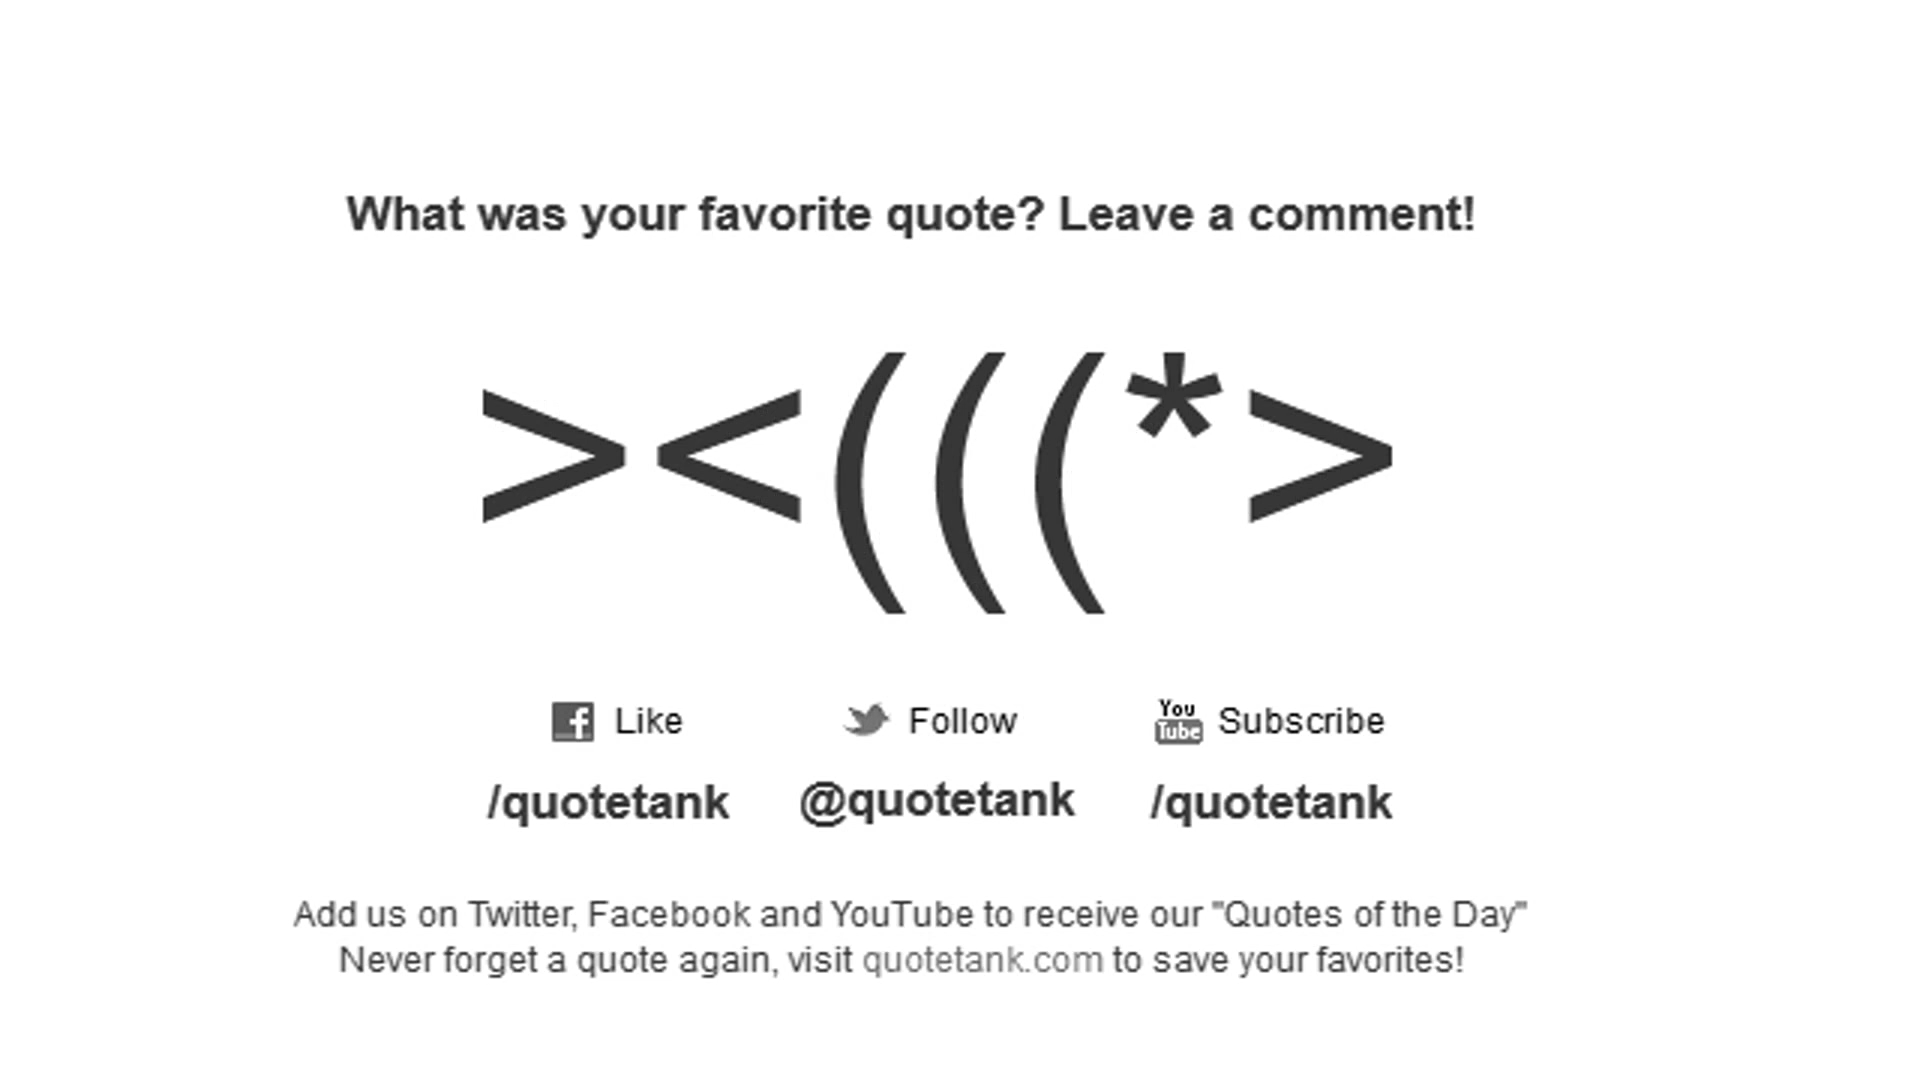 What was your favorite quote? Leave a comment!
><(((*>
f Like Follow You Tube Subscribe
/quotetank @quotetank /quotetank
Add us on Twitter, Facebook and YouTube to receive our "Quotes of the Day"
Never forget a quote again, visit quotetank.com to save your favorites!